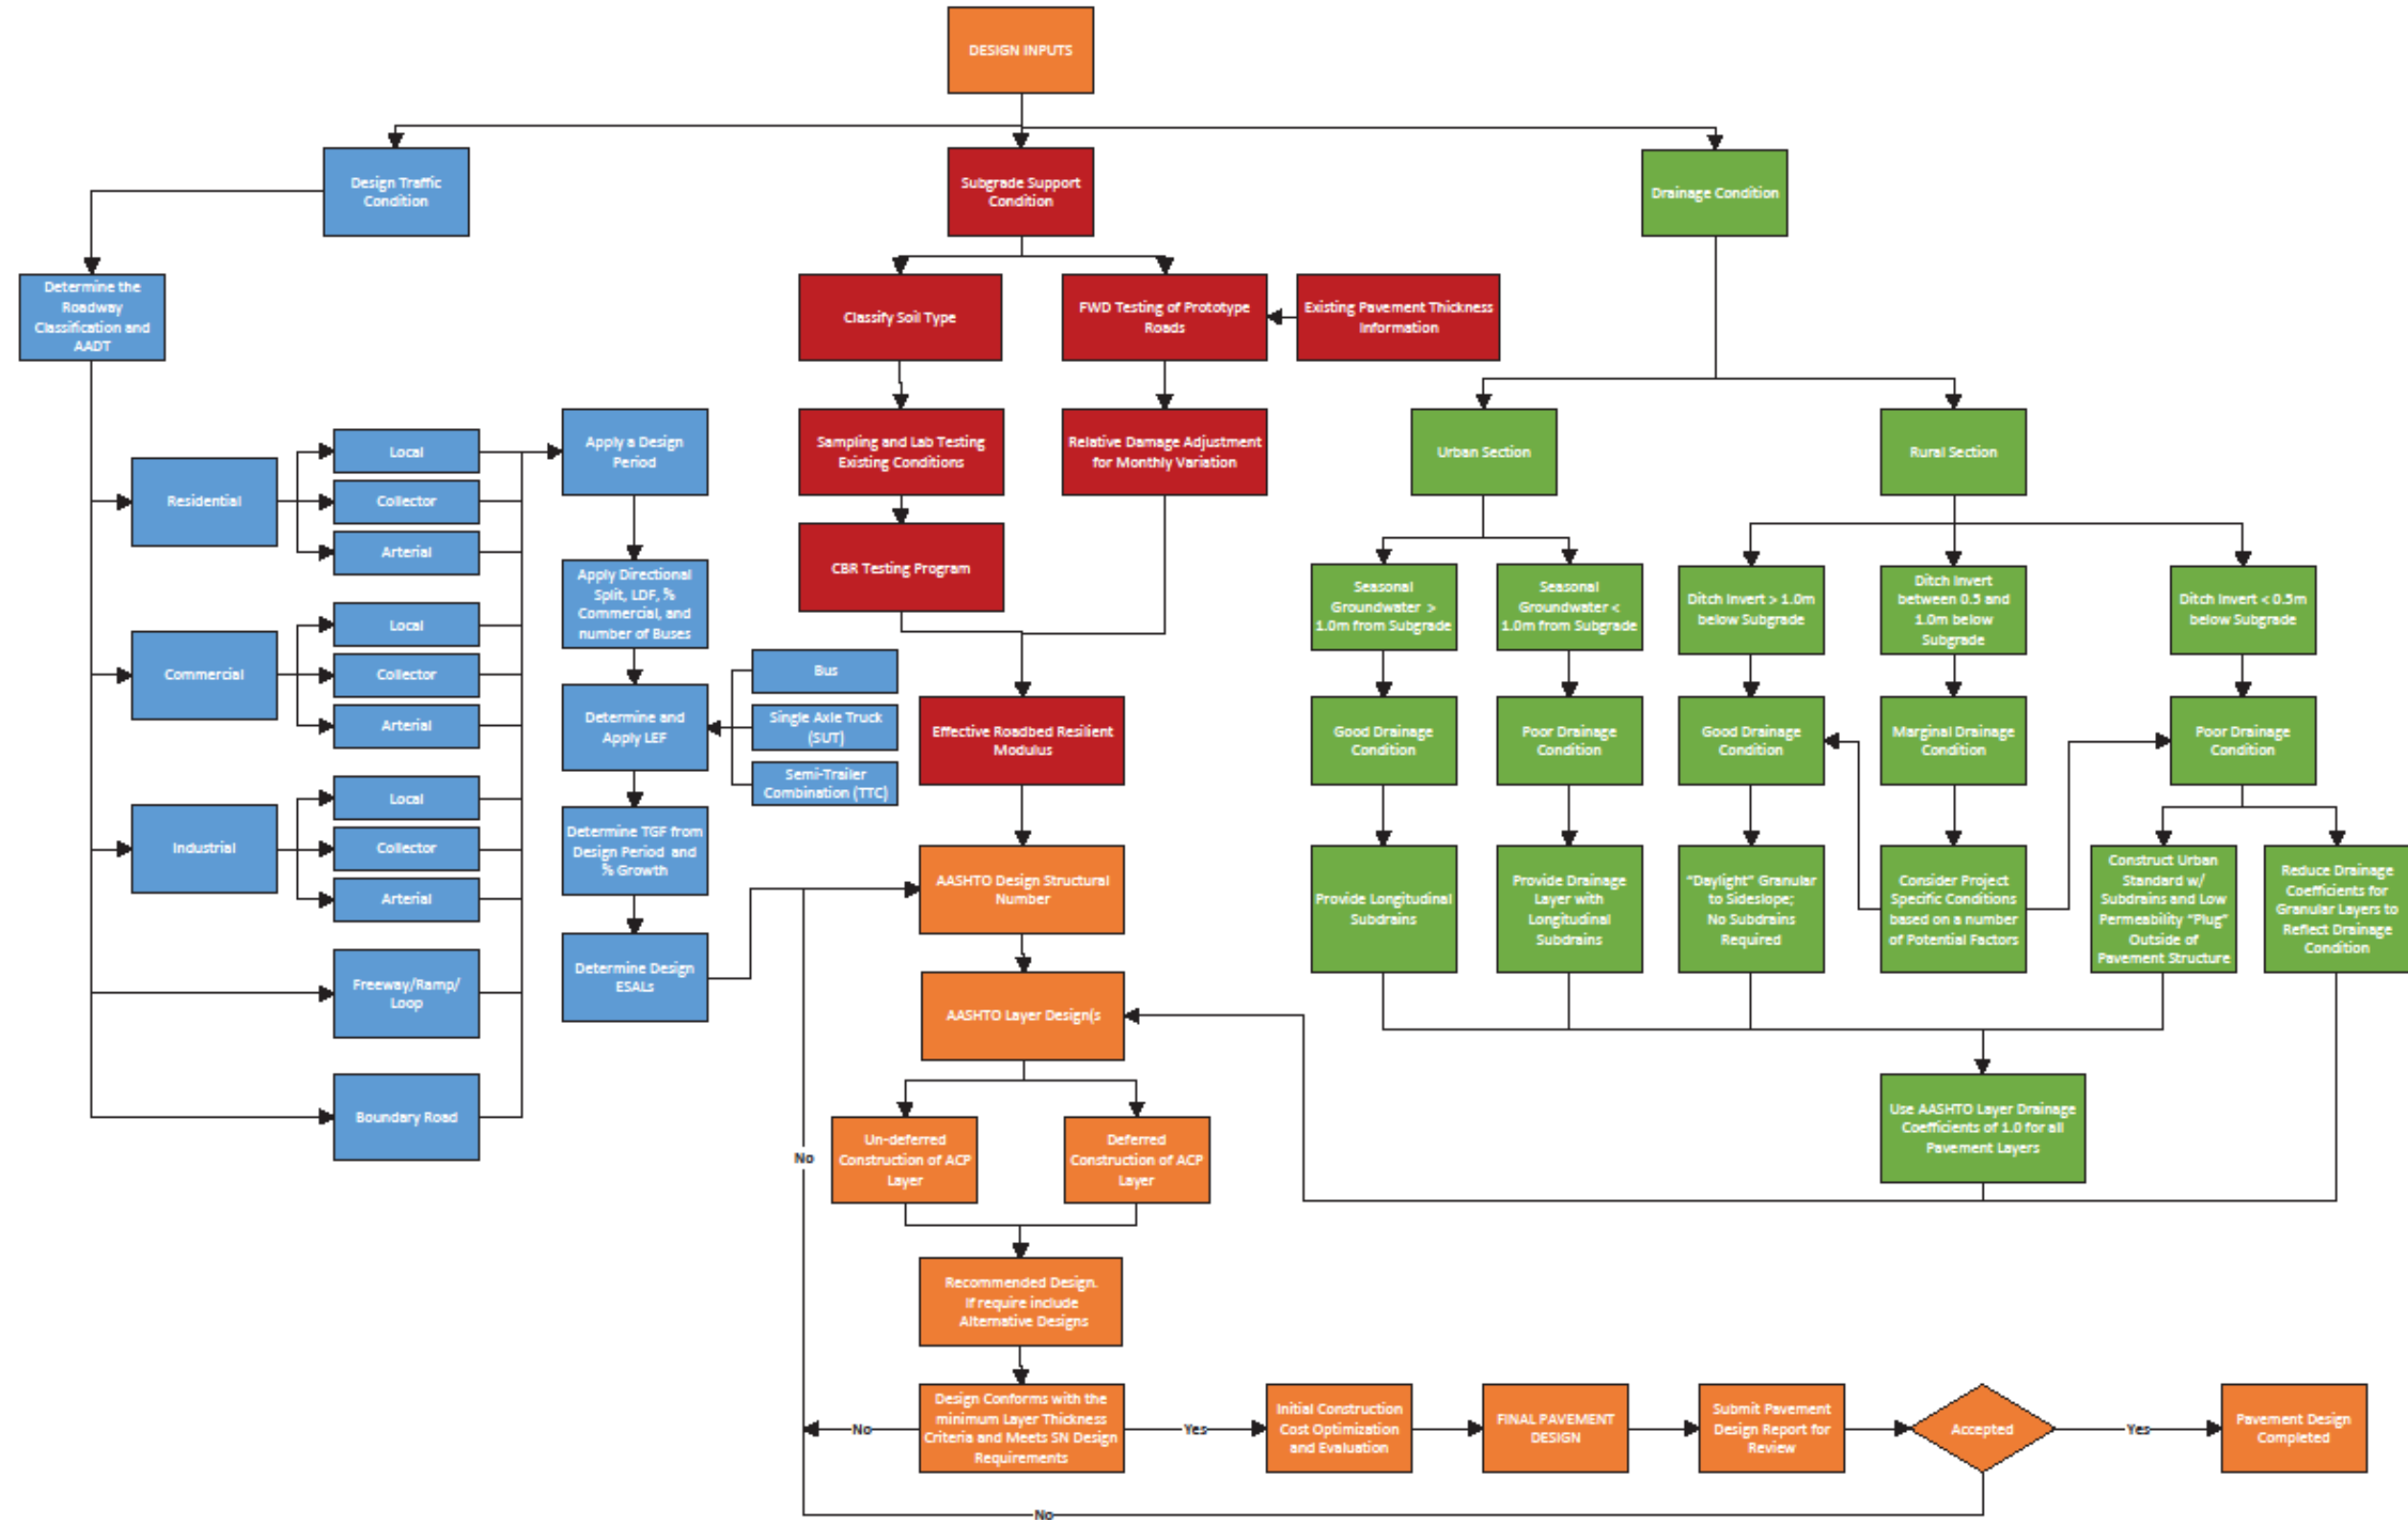 DESIGN INPUTS
Design Traffic
Condition
Subgrade Support
Condition
Drainage Condition
Determine the
Roadway
Classification and
AADT
Classify Soil Type
FWD Testing of Prototype
Roads
Existing Pavement Thickness
Information
Residential
Local
Collector
Arterial
Commercial
Local
Collector
Arterial
Industrial
Local
Collector
Arterial
Freeway/Ramp/
Loop
Boundary Road
Apply a Design
Period
Apply Directional
Split, LDF, %
Commercial, and
number of Buses
Determine and
Apply LEF
Bus
Single Axle Truck
(SUT)
Semi-Trailer
Combination (TTC)
Determine TGF from
Design Period and
% Growth
Determine Design
ESALs
Sampling and Lab Testing
Existing Conditions
Relative Damage Adjustment
for Monthly Variation
CBR Testing Program
Effective Roadbed Resilient
Modulus
Urban Section
Rural Section
Seasonal
Groundwater >
1.0m from Subgrade
Seasonal
Groundwater <
1.0m from Subgrade
Ditch Invert > 1.0m
below Subgrade
Ditch Invert
between 0.5 and
1.0m below
Subgrade
Ditch Invert < 0.5m
below Subgrade
Good Drainage
Condition
Poor Drainage
Condition
Good Drainage
Condition
Marginal Drainage
Condition
Poor Drainage
Condition
Provide Longitudinal
Subdrains
Provide Drainage
Layer with
Longitudinal
Subdrains
“Daylight” Granular
to Sideslope;
No Subdrains
Required
Consider Project
Specific Conditions
based on a number
of Potential Factors
Construct Urban
Standard w/
Subdrains and Low
Permeability “Plug”
Outside of
Pavement Structure
Reduce Drainage
Coefficients for
Granular Layers to
Reflect Drainage
Condition
Use AASHTO Layer Drainage
Coefficients of 1.0 for all
Pavement Layers
AASHTO Design Structural
Number
AASHTO Layer Design(s
Un-deferred
Construction of ACP
Layer
Deferred
Construction of ACP
Layer
No
Recommended Design.
If require include
Alternative Designs
Design Conforms with the
minimum Layer Thickness
Criteria and Meets SN Design
Requirements
No
Yes
Initial Construction
Cost Optimization
and Evaluation
FINAL PAVEMENT
DESIGN
Submit Pavement
Design Report for
Review
Accepted
Yes
Pavement Design
Completed
No